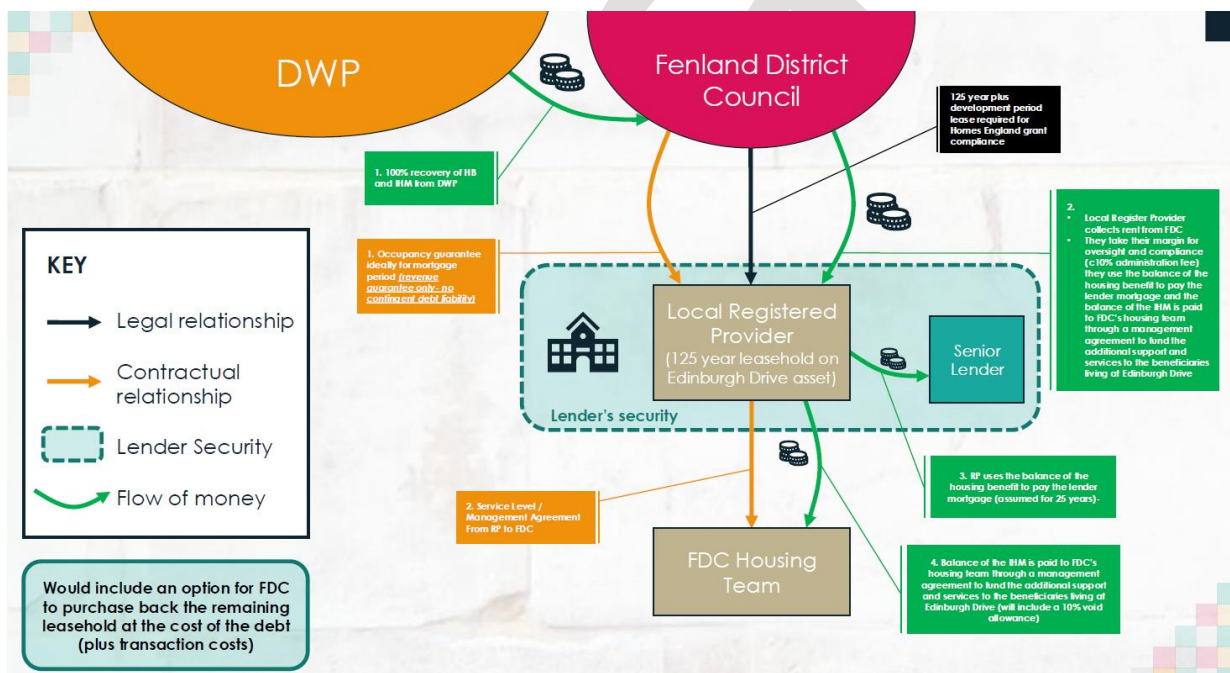 DWP
Fenland District
Council
125 year plus
development period
lease required for
Homes England grant
compliance
1. 100% recovery of HB
and IHM from DWP
1. Occupancy guarantee
ideally for mortgage
period (revenue
guarantee only- no
contingent debt liability)
2.
• Local Register Provider
collects rent from FDC
• They take their margin for
oversight and compliance
(c10% administration fee)
they use the balance of the
housing benefit to pay the
lender mortgage and the
balance of the IHM is paid
to FDC's housing team
through a management
agreement to fund the
additional support and
services to the beneficiaries
living at Edinburgh Drive
KEY
Legal relationship
Contractual
relationship
Lender Security
Flow of money
Local Registered
Provider
(125 year leasehold on
Edinburgh Drive asset)
Senior
Lender
Lender's security
3. RP uses the balance of the
housing benefit to pay the lender
mortgage (assumed for 25 years)-
2. Service Level /
Management Agreement
From RP to FDC
FDC Housing
Team
4. Balance of the IHM is paid to FDC's
housing team through a management
agreement to fund the additional support
and services to the beneficiaries living at
Edinburgh Drive (will include a 10% void
allowance)
Would include an option for FDC
to purchase back the remaining
leasehold at the cost of the debt
(plus transaction costs)